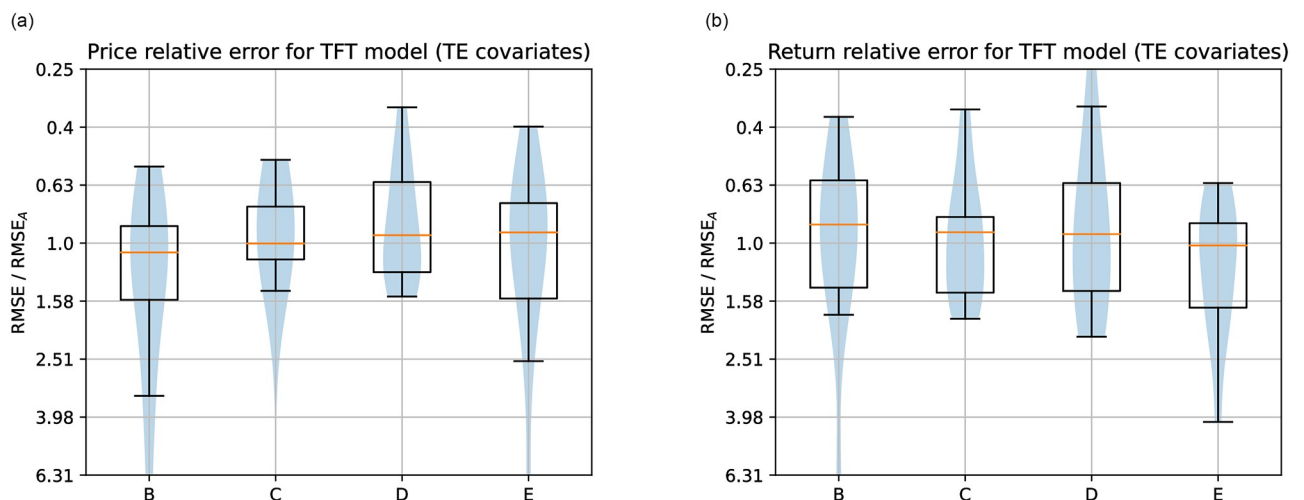 (a)
Price relative error for TFT model (TE covariates)
RMSE / RMSE_A
0.25
0.4
0.63
1.0
1.58
2.51
3.98
6.31
B C D E
(b)
Return relative error for TFT model (TE covariates)
RMSE / RMSE_A
0.25
0.4
0.63
1.0
1.58
2.51
3.98
6.31
B C D E